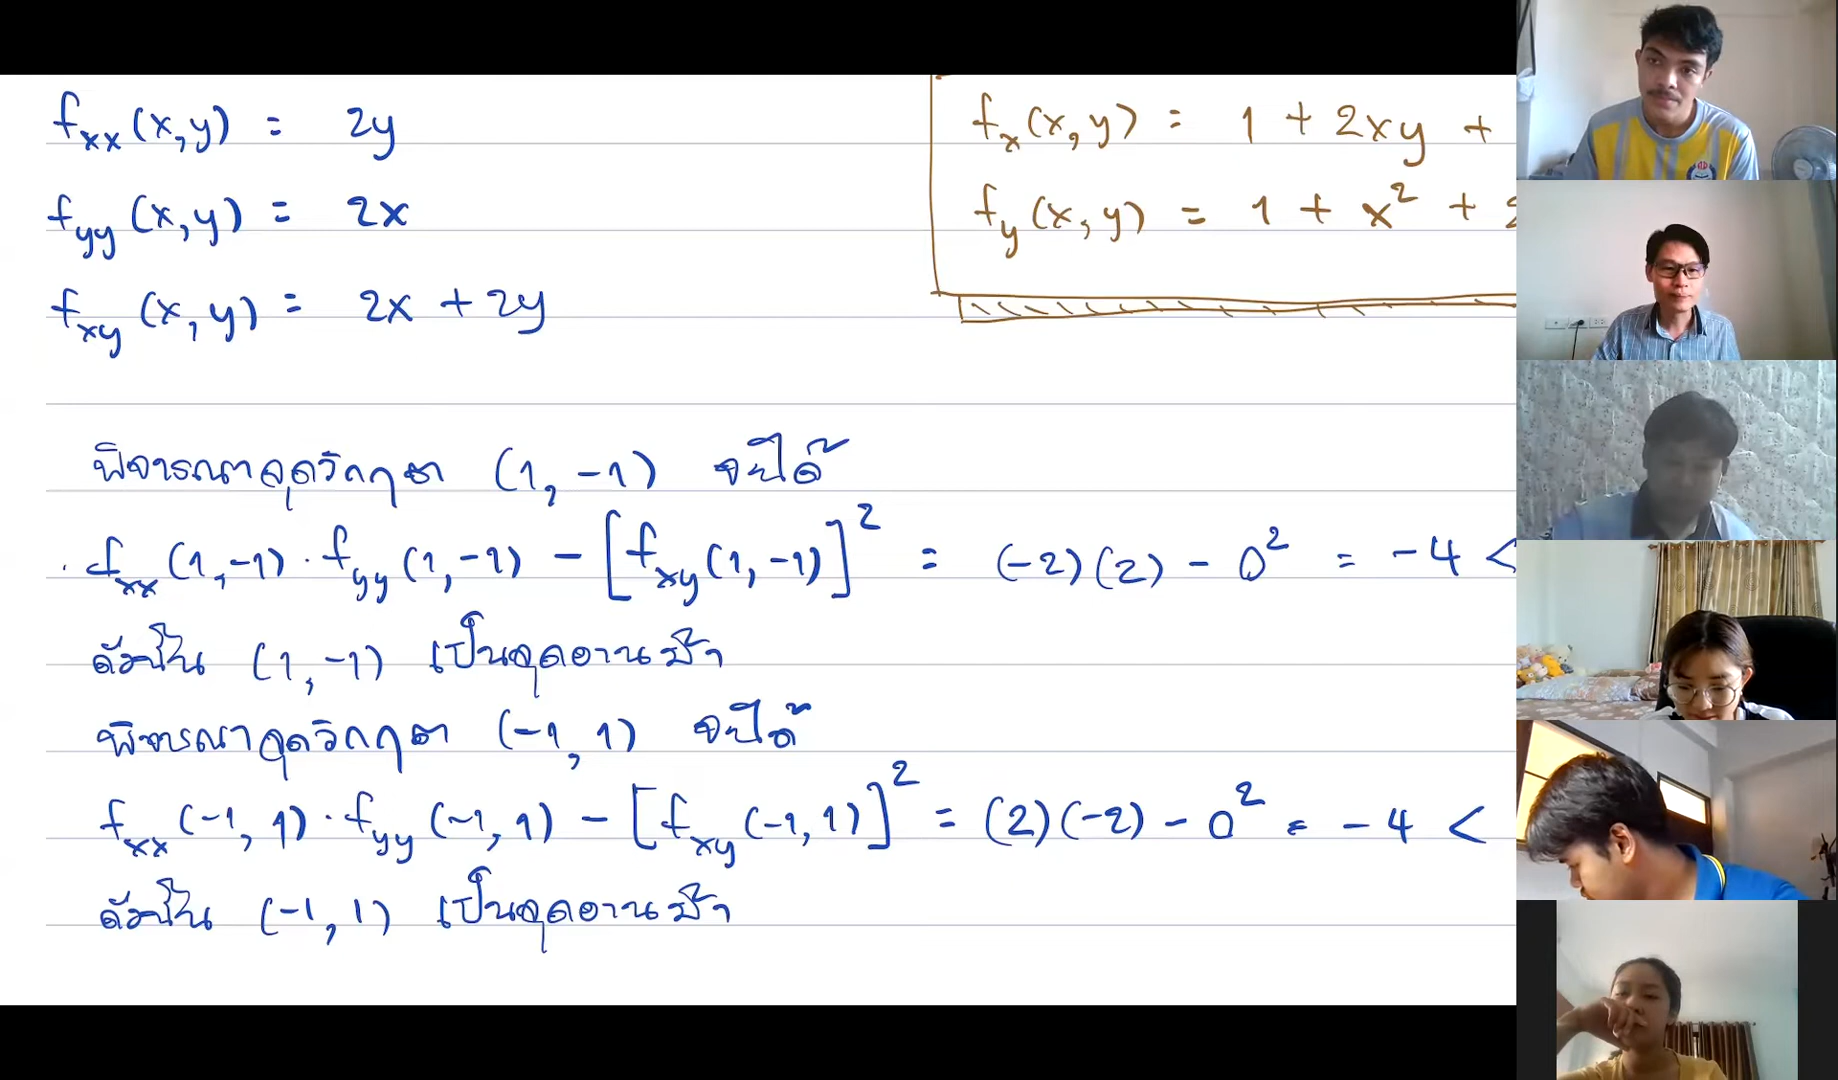 fxx(x,y) = 2y
fyy(x,y) = 2x
fxy(x,y) = 2x + 2y
fx(x,y) = 1 + 2xy +
fy(x,y) = 1 + x² +
พิจารณาจุดวิกฤต (1,-1) จะได้
fxx(1,-1) · fyy(1,-1) - [fxy(1,-1)]² = (-2)(2) - 0² = -4 <
ดังนั้น (1,-1) เป็นจุดอานม้า
พิจารณาจุดวิกฤต (-1,1) จะได้
fxx(-1,1) · fyy(-1,1) - [fxy(-1,1)]² = (2)(-2) - 0² = -4 <
ดังนั้น (-1,1) เป็นจุดอานม้า